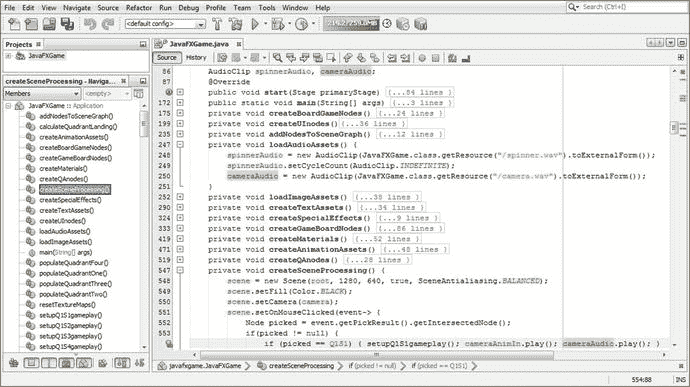 File Edit View Navigate Source Refactor Run Debug Profile Team Tools Window Help
Search (Ctrl+I)
<default config>
Projects
JavaFXGame
createSceneProcessing - Naviga...
Members
<empty>
JavaFXGame :: Application
addNodesToSceneGraph()
calculateQuadrantLanding()
createAnimationAssets()
createBoardGameNodes()
createGameBoardNodes()
createMaterials()
createQAnodes()
createSceneProcessing()
createSpecialEffects()
createTextAssets()
createUInodes()
loadAudioAssets()
loadImageAssets()
main(String[] args)
populateQuadrantFour()
populateQuadrantOne()
populateQuadrantThree()
populateQuadrantTwo()
resetTextureMaps()
setupQ1S1gameplay()
setupQ1S2gameplay()
setupQ1S3gameplay()
setupQ1S4gameplay()
JavaFXGame.java
Source History
86 AudioClip spinnerAudio, cameraAudio;
87 @Override
public void start(Stage primaryStage) {...84 lines }
172 public static void main(String[] args) {...3 lines }
175 private void createBoardGameNodes() {...24 lines }
199 private void createUInodes() {...36 lines }
235 private void addNodesToSceneGraph() {...12 lines }
247 private void loadAudioAssets() {
248 spinnerAudio = new AudioClip(JavaFXGame.class.getResource("/spinner.wav").toExternalForm());
249 spinnerAudio.setCycleCount(AudioClip.INDEFINITE);
250 cameraAudio = new AudioClip(JavaFXGame.class.getResource("/camera.wav").toExternalForm());
251 }
252 private void loadImageAssets() {...38 lines }
290 private void createTextAssets() {...34 lines }
324 private void createSpecialEffects() {...9 lines }
333 private void createGameBoardNodes() {...86 lines }
419 private void createMaterials() {...52 lines }
471 private void createAnimationAssets() {...48 lines }
519 private void createQAnodes() {...28 lines }
547 private void createSceneProcessing() {
548 scene = new Scene(root, 1280, 640, true, SceneAntialiasing.BALANCED);
549 scene.setFill(Color.BLACK);
550 scene.setCamera(camera);
551 scene.setOnMouseClicked(event-> {
552 Node picked = event.getPickResult().getIntersectedNode();
553 if(picked != null) {
if (picked == Q1S1) { setupQ1S1gameplay(); cameraAnimIn.play(); cameraAudio.play(); }
javafxgame.JavaFXGame createSceneProcessing if (picked != null) if (picked == Q1S1)
554:88 INS